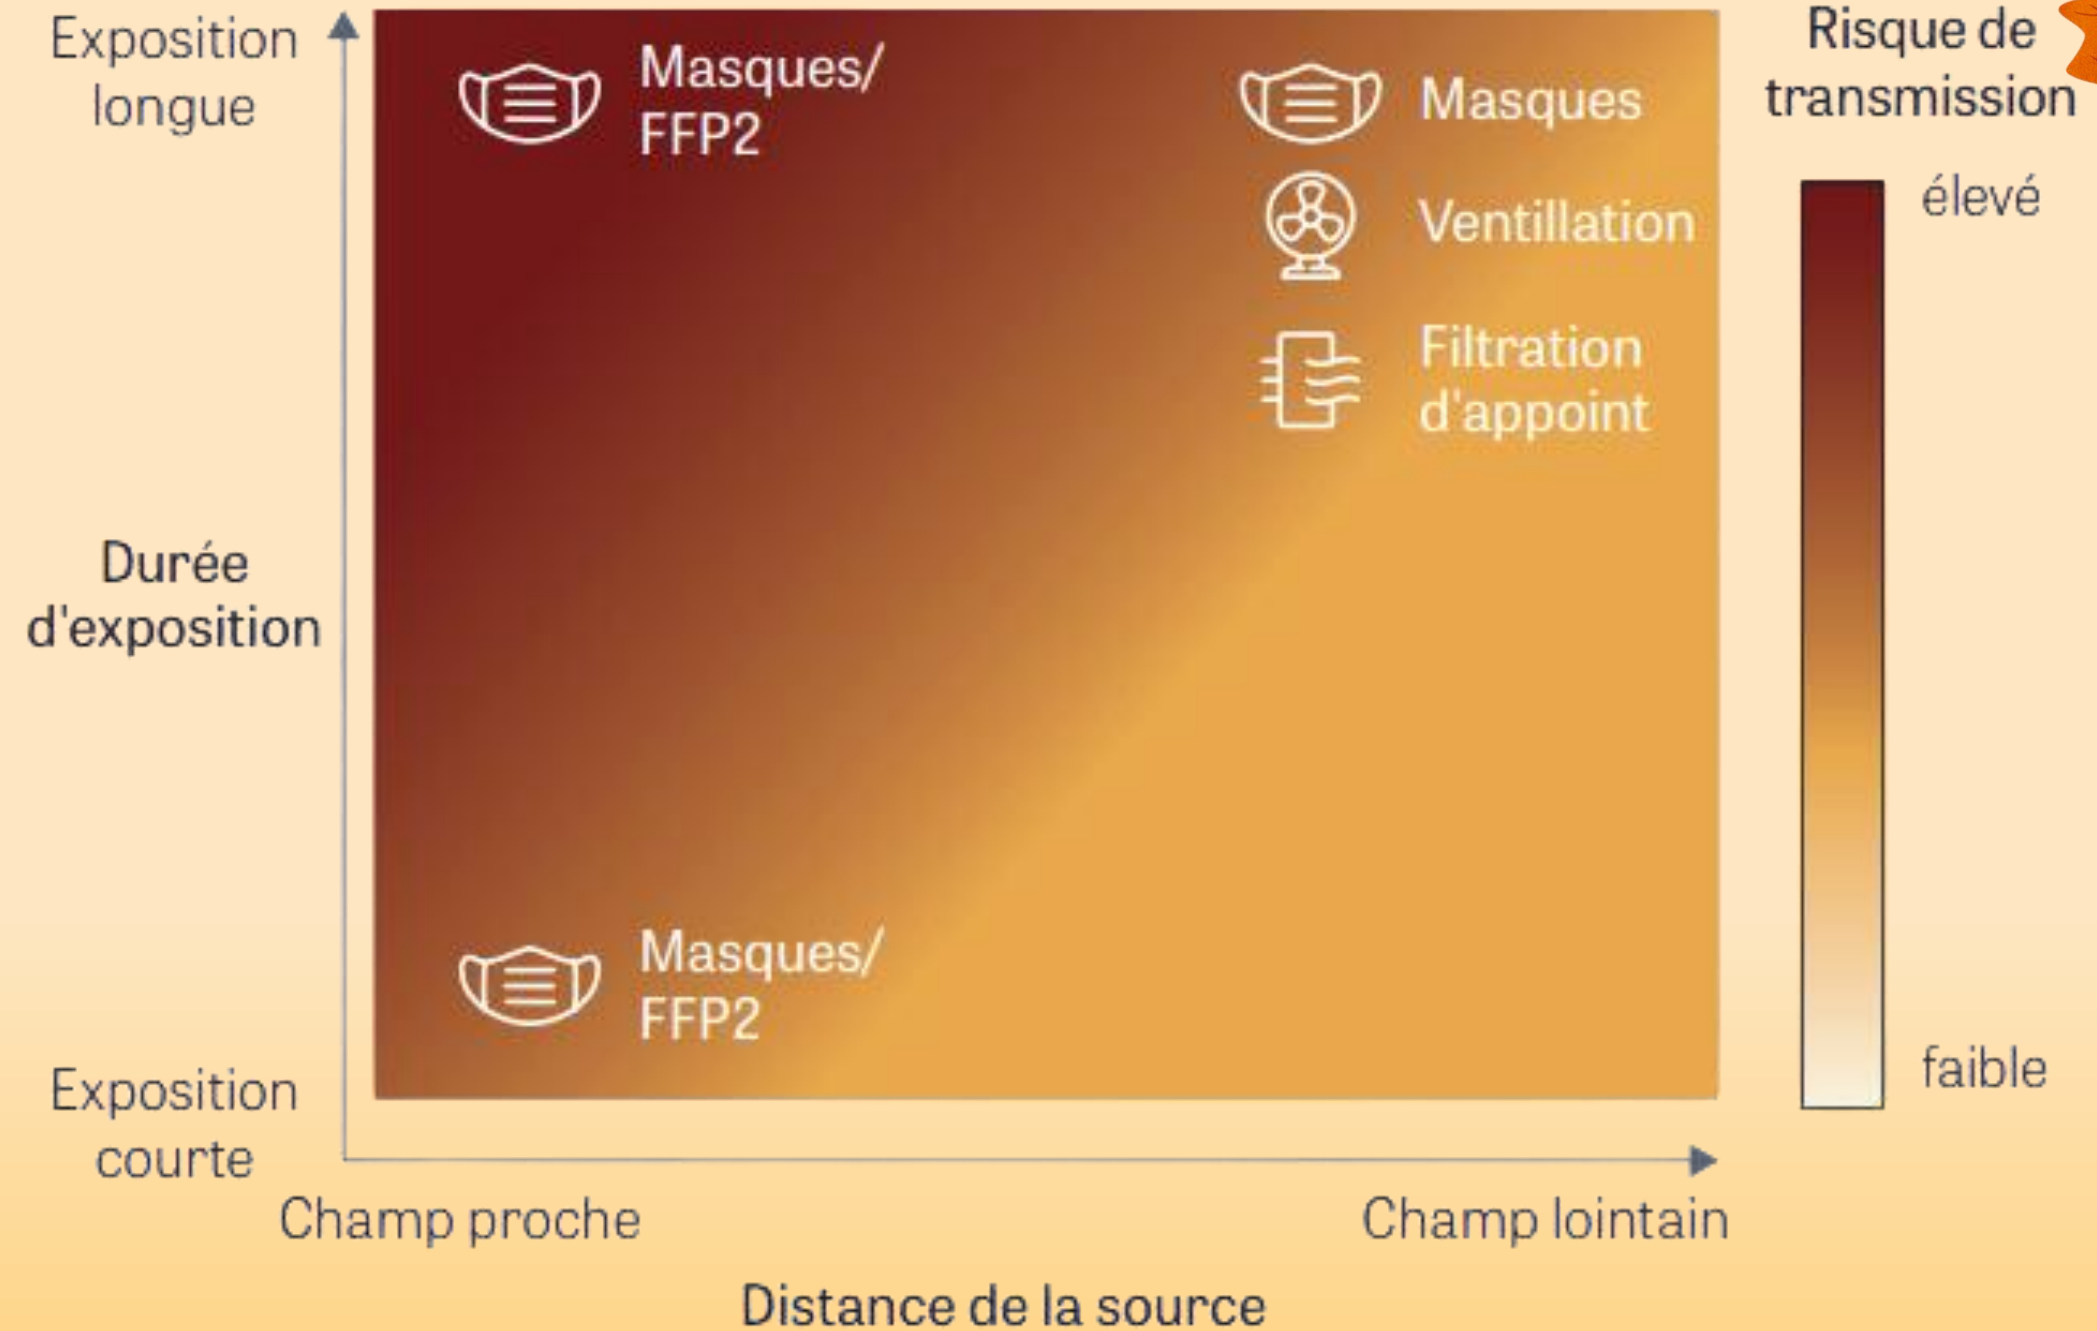 Exposition
longue
Masques/
FFP2
Masques
Ventillation
Filtration
d'appoint
Risque de
transmission
élevé
Durée
d'exposition
Masques/
FFP2
faible
Exposition
courte
Champ proche
Champ lointain
Distance de la source